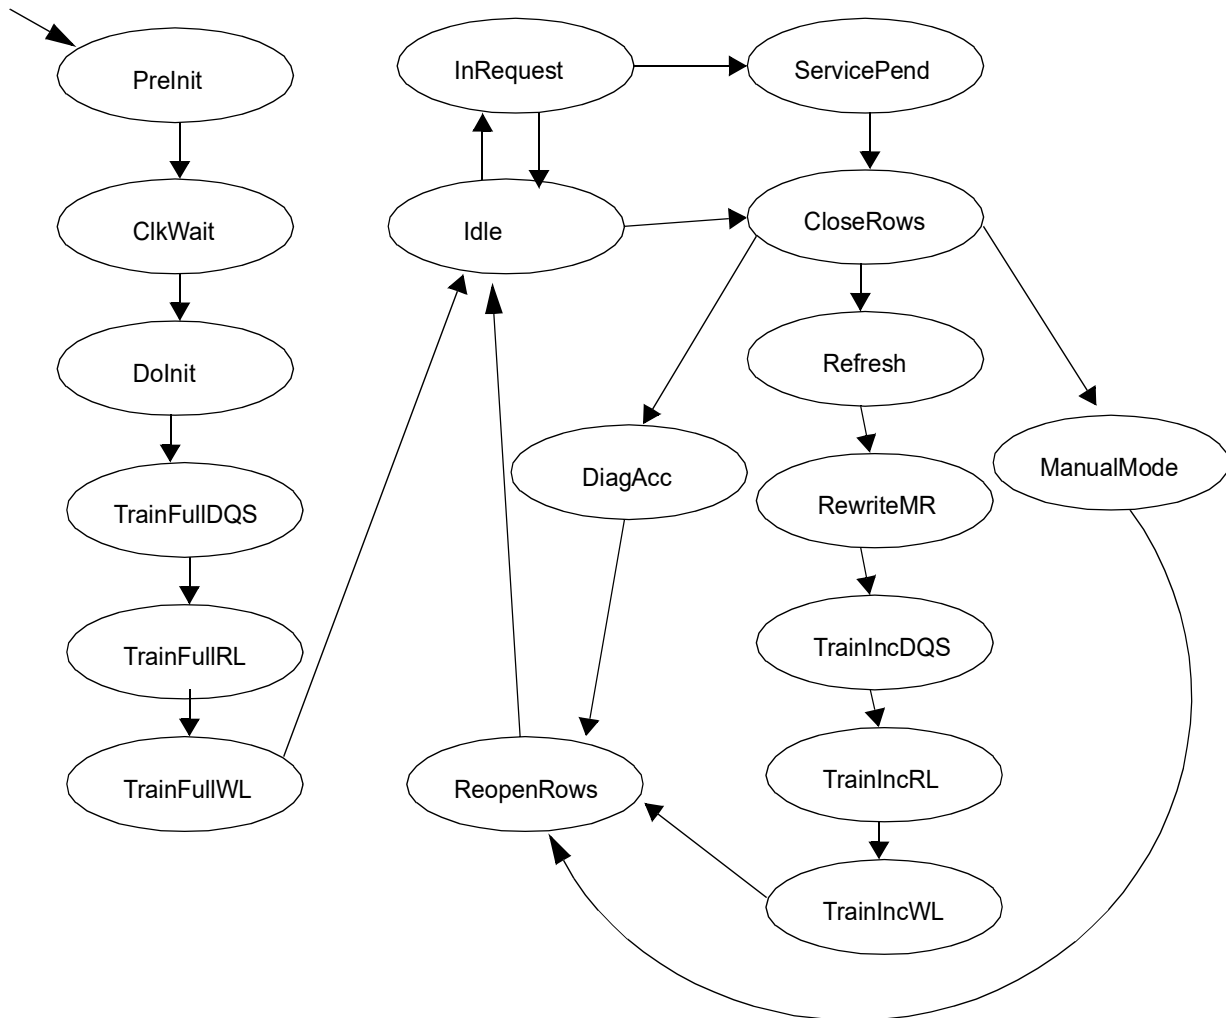 PreInit
InRequest
ServicePend
ClkWait
Idle
CloseRows
DoInit
Refresh
DiagAcc
ManualMode
TrainFullDQS
RewriteMR
TrainFullRL
TrainIncDQS
TrainFullWL
ReopenRows
TrainIncRL
TrainIncWL